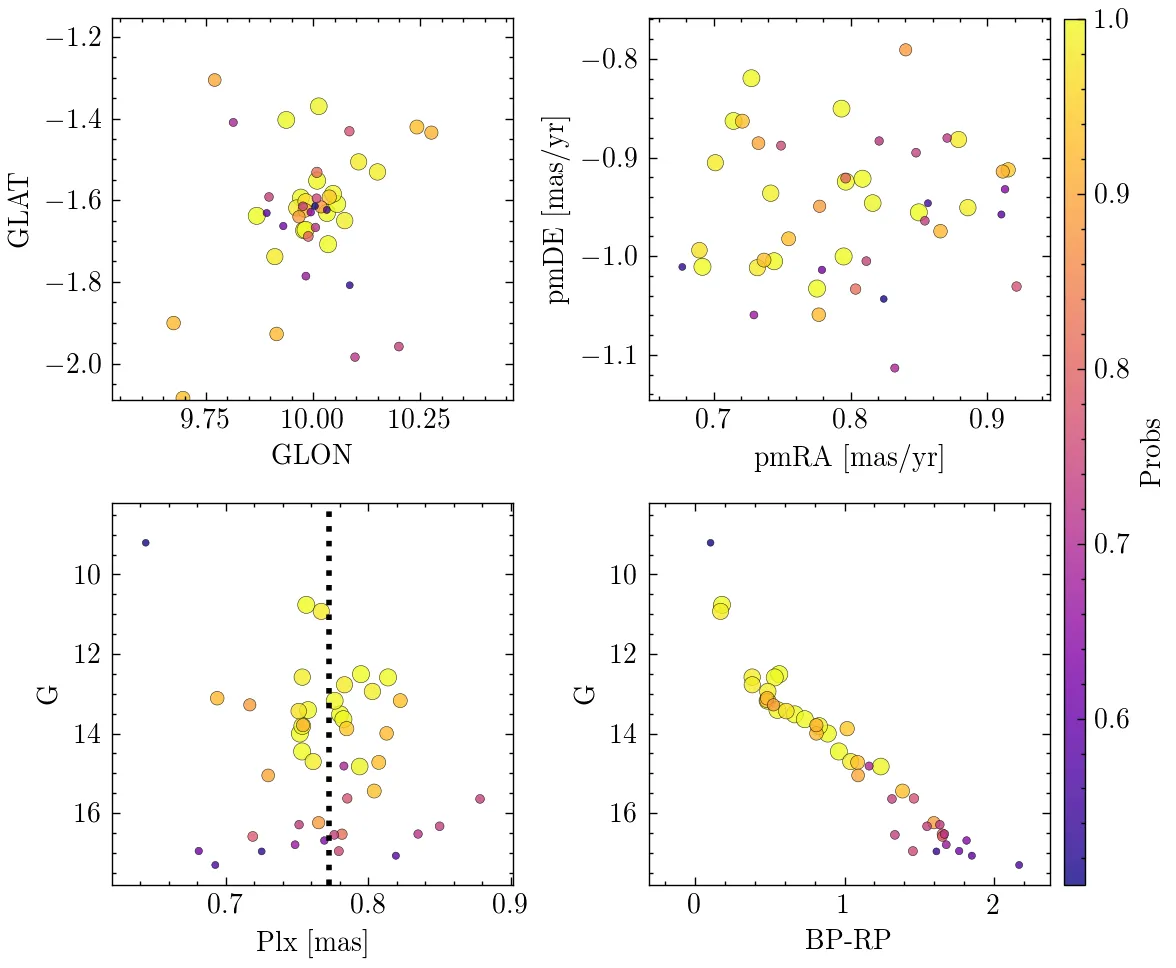 −1.2
−1.4
−1.6
−1.8
−2.0
GLAT
9.75 10.00 10.25
GLON
−0.8
−0.9
−1.0
−1.1
pmDE [mas/yr]
0.7 0.8 0.9
pmRA [mas/yr]
10
12
14
16
G
0.7 0.8 0.9
Plx [mas]
10
12
14
16
G
0 1 2
BP-RP
1.0
0.9
0.8
0.7
0.6
Probs